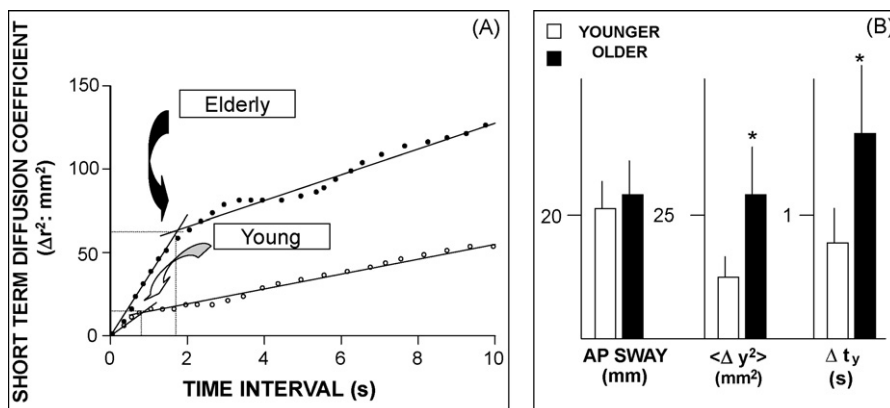 SHORT TERM DIFFUSION COEFFICIENT
(Δr²: mm²)
(A)
150
100
50
0
Elderly
Young
0 2 4 6 8 10
TIME INTERVAL (s)
(B)
YOUNGER
OLDER
*
*
20
25
1
AP SWAY
(mm)
<Δ y²>
(mm²)
Δ t y
(s)